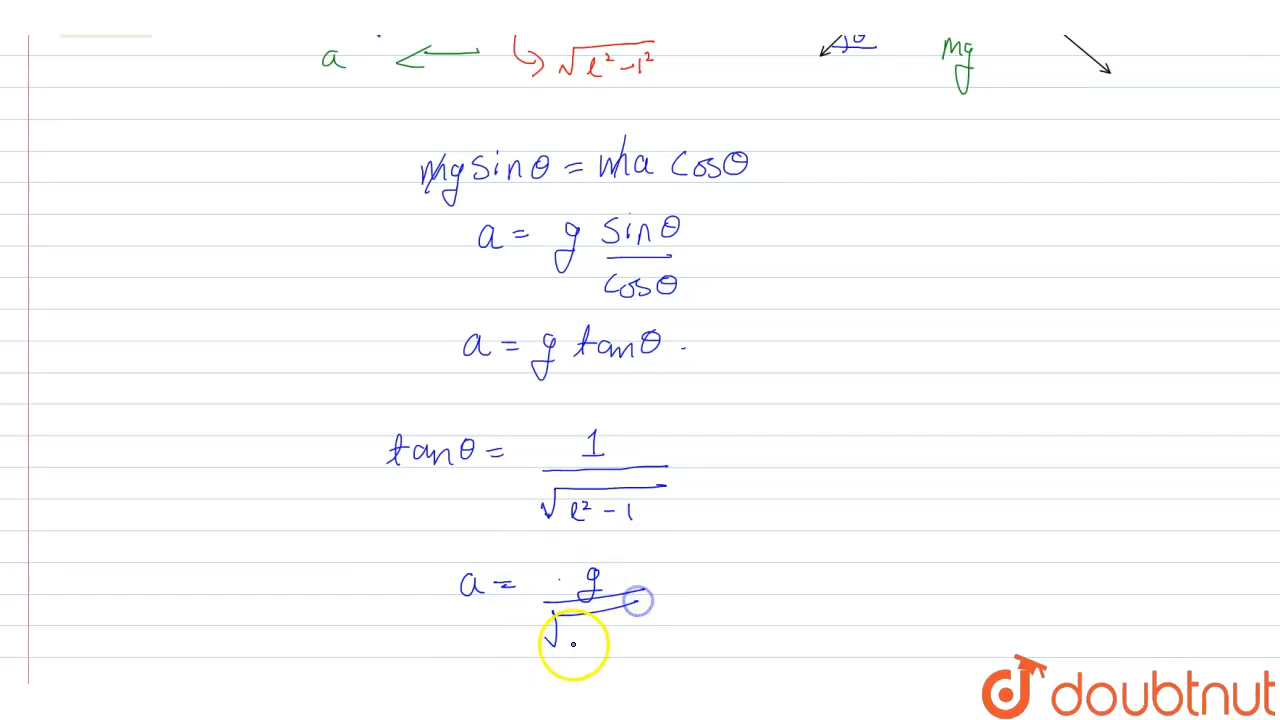 a √(l²-1²) mg
mg sinθ = ma cosθ
a = g sinθ/cosθ
a = g tanθ.
tanθ = 1/√(l²-1)
a = g/√
doubtnut